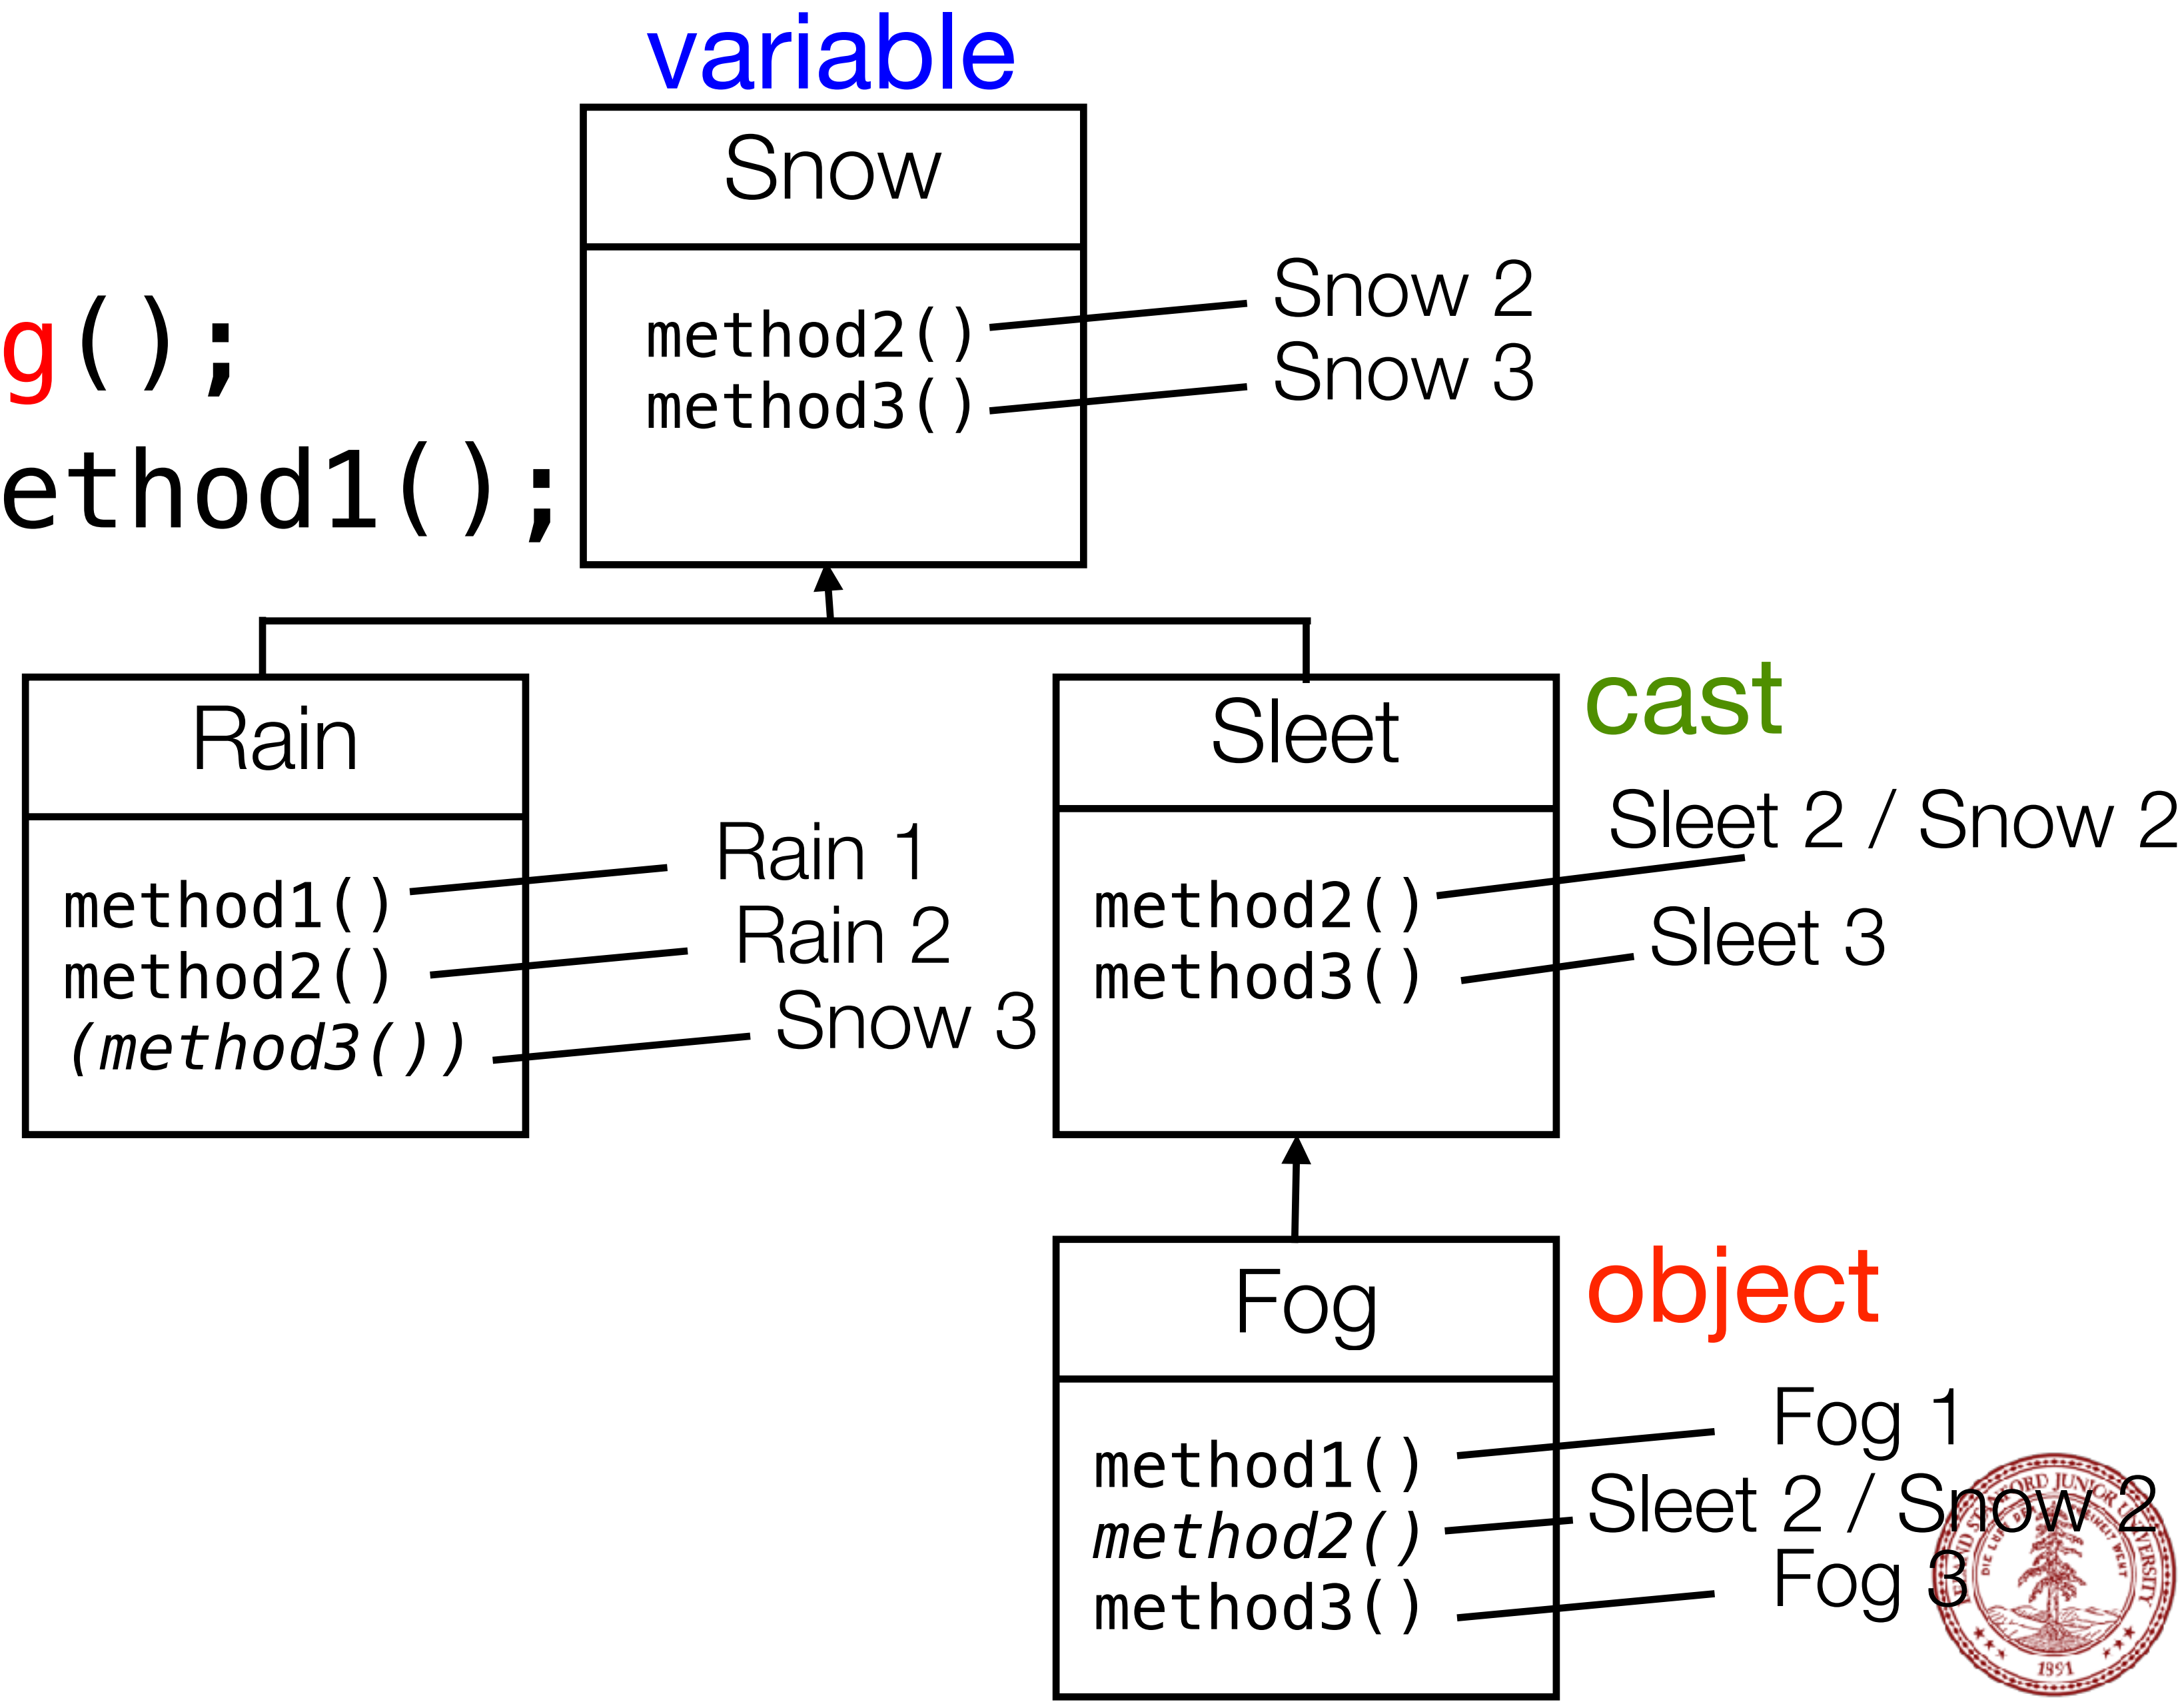 variable
Snow
method2()
method3()
Snow 2
Snow 3
g();
ethod1();
Rain
method1()
method2()
(method3())
Rain 1
Rain 2
Snow 3
Sleet
cast
method2()
method3()
Sleet 2 / Snow 2
Sleet 3
Fog
object
method1()
method2()
method3()
Fog 1
Sleet 2 / Snow 2
Fog 3
1891